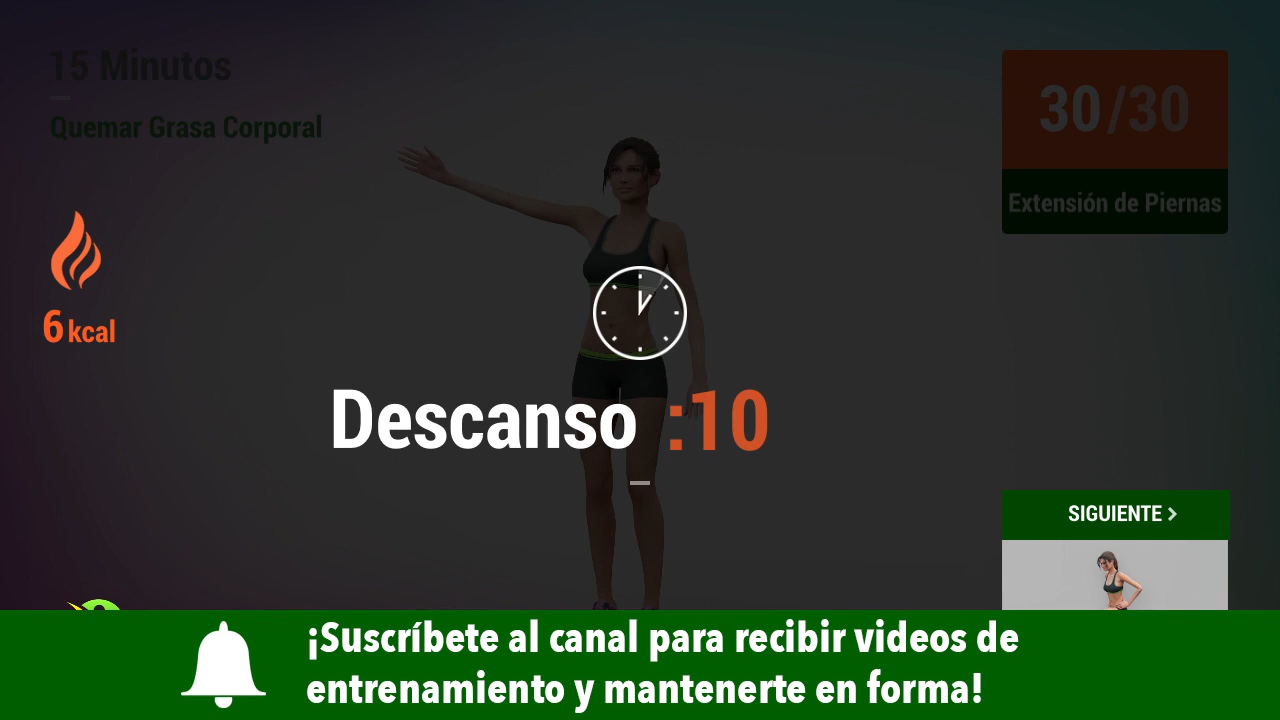 15 Minutos
Quemar Grasa Corporal
30/30
Extensión de Piernas
6 kcal
Descanso :10
SIGUIENTE >
¡Suscríbete al canal para recibir videos de
entrenamiento y mantenerte en forma!